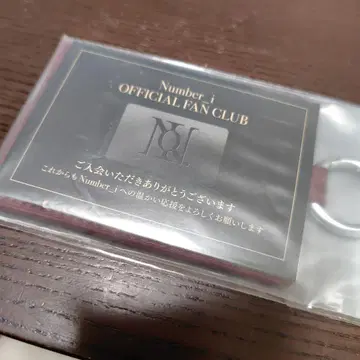 Number_i
OFFICIAL FAN CLUB
ご入会いただきありがとうございます
これからもNumber_iへの温かい応援をよろしくお願いします